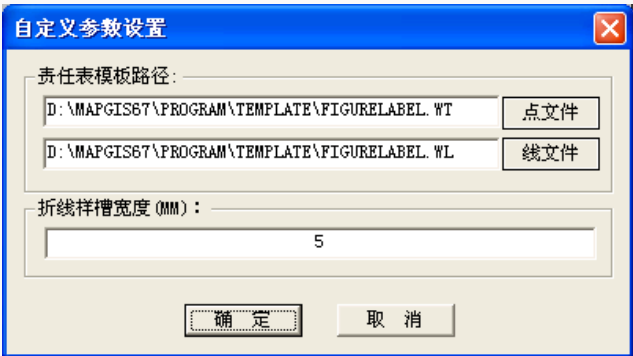 自定义参数设置
责任表模板路径:
D:\MAPGIS67\PROGRAM\TEMPLATE\FIGURELABEL.WT 点文件
D:\MAPGIS67\PROGRAM\TEMPLATE\FIGURELABEL.WL 线文件
折线样槽宽度(MM):
5
确 定 取 消